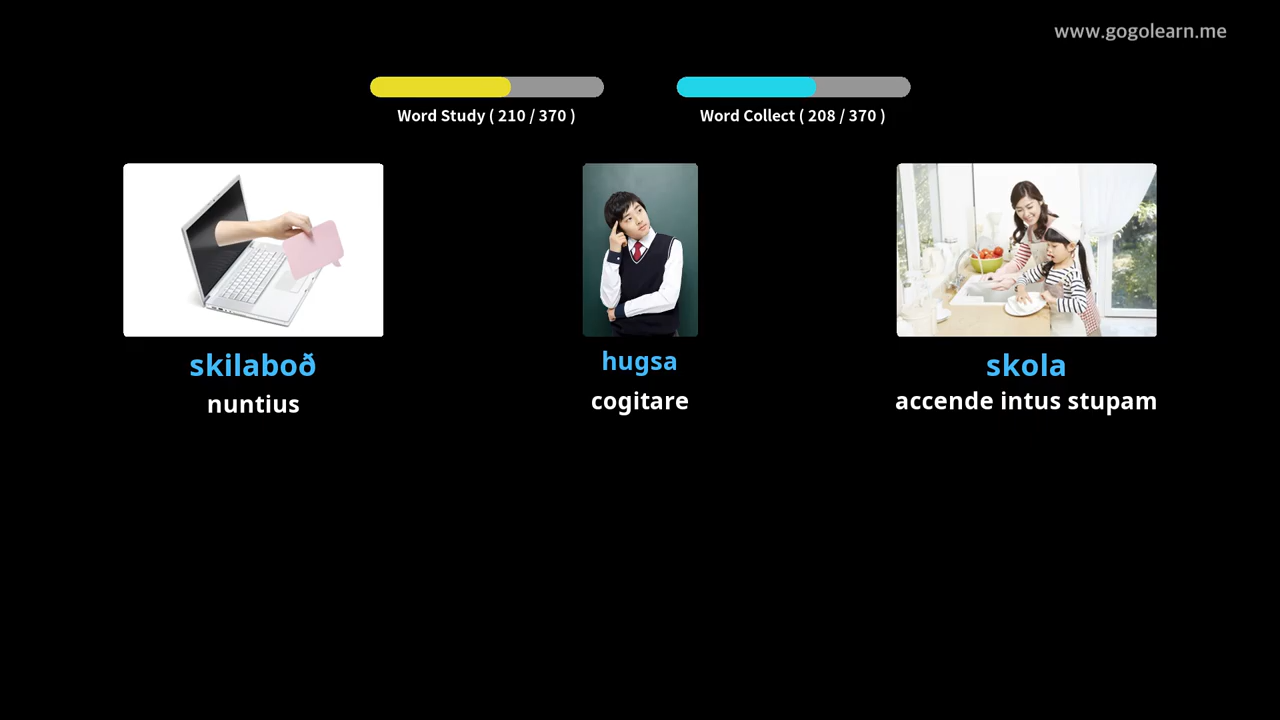 www.gogolearn.me
Word Study ( 210 / 370 )
Word Collect ( 208 / 370 )
skilaboð
nuntius
hugsa
cogitare
skola
accende intus stupam